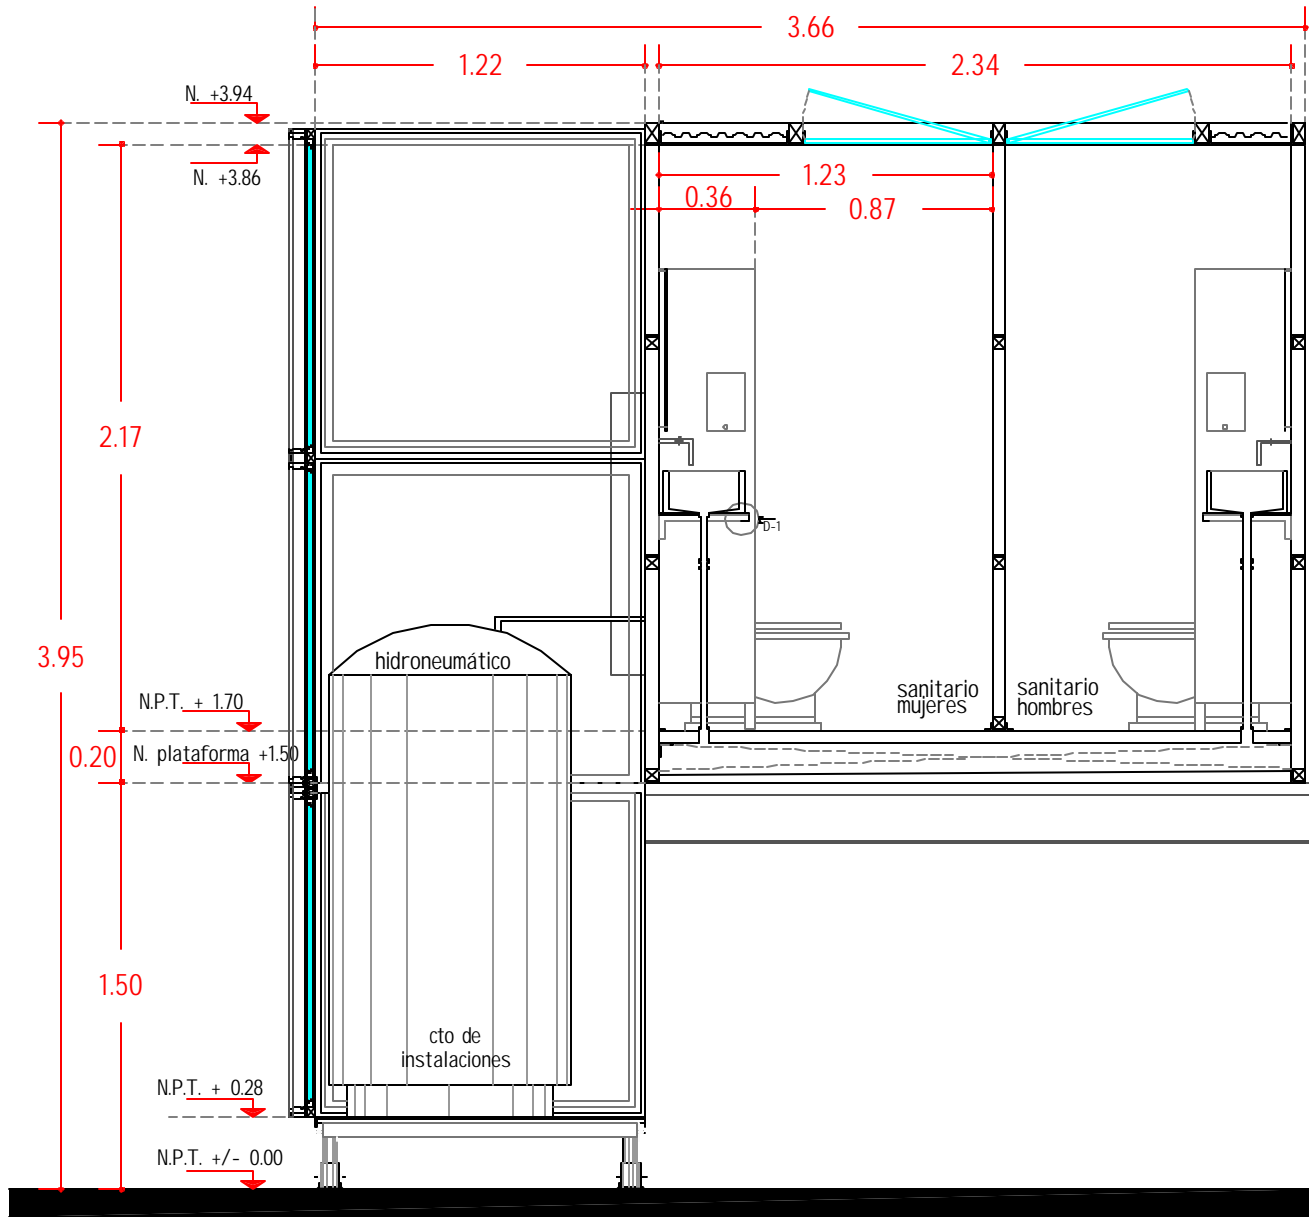 3.66
1.22
2.34
N. +3.94
N. +3.86
1.23
0.36
0.87
2.17
D-1
3.95
hidroneumático
N.P.T. + 1.70
sanitario
mujeres
sanitario
hombres
0.20
N. plataforma +1.50
1.50
cto de
instalaciones
N.P.T. + 0.28
N.P.T. +/- 0.00